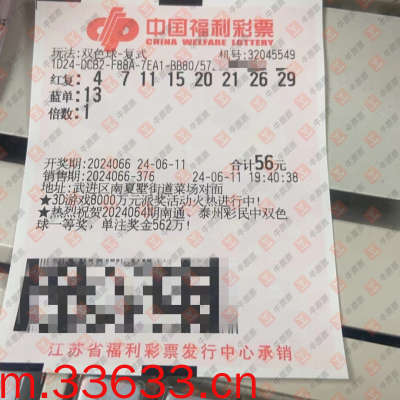 中国福利彩票
CHINA WELFARE LOTTERY
玩法:双色球-复式 机号:32045549
1D24-DC82-F88A-7EA1-BB80/57.
红复: 4 7 11 15 20 21 26 29
蓝单:13
倍数:1
开奖期:2024066 24-06-11 合计56元
销售期:2024066-376 24-06-11 19:40:38
地址:武进区南夏墅街道菜场对面
★3D游戏8000万元派奖活动火热进行中!
★热烈祝贺2024064期南通、泰州彩民中双色
球一等奖,单注奖金562万!
江苏省福利彩票发行中心承销
m.33633.cn